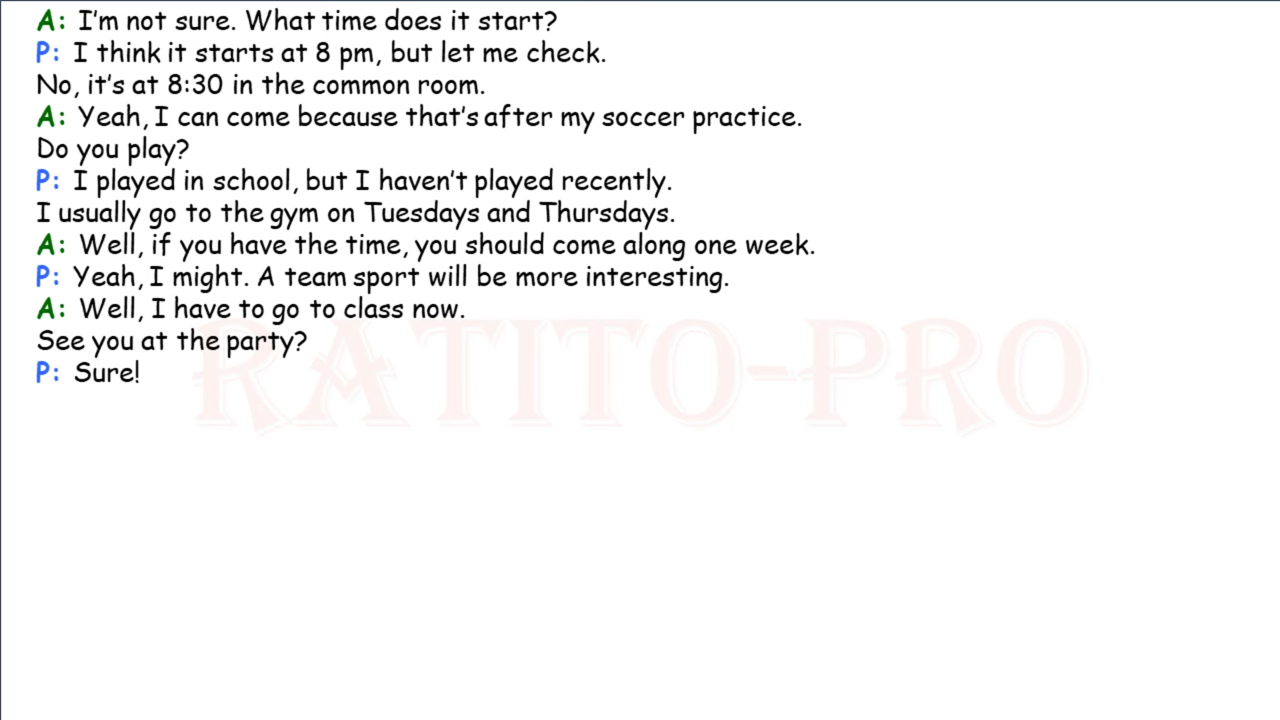 A: I'm not sure. What time does it start?
P: I think it starts at 8 pm, but let me check.
No, it's at 8:30 in the common room.
A: Yeah, I can come because that's after my soccer practice.
Do you play?
P: I played in school, but I haven't played recently.
I usually go to the gym on Tuesdays and Thursdays.
A: Well, if you have the time, you should come along one week.
P: Yeah, I might. A team sport will be more interesting.
A: Well, I have to go to class now.
See you at the party?
P: Sure!
RATITO-PRO